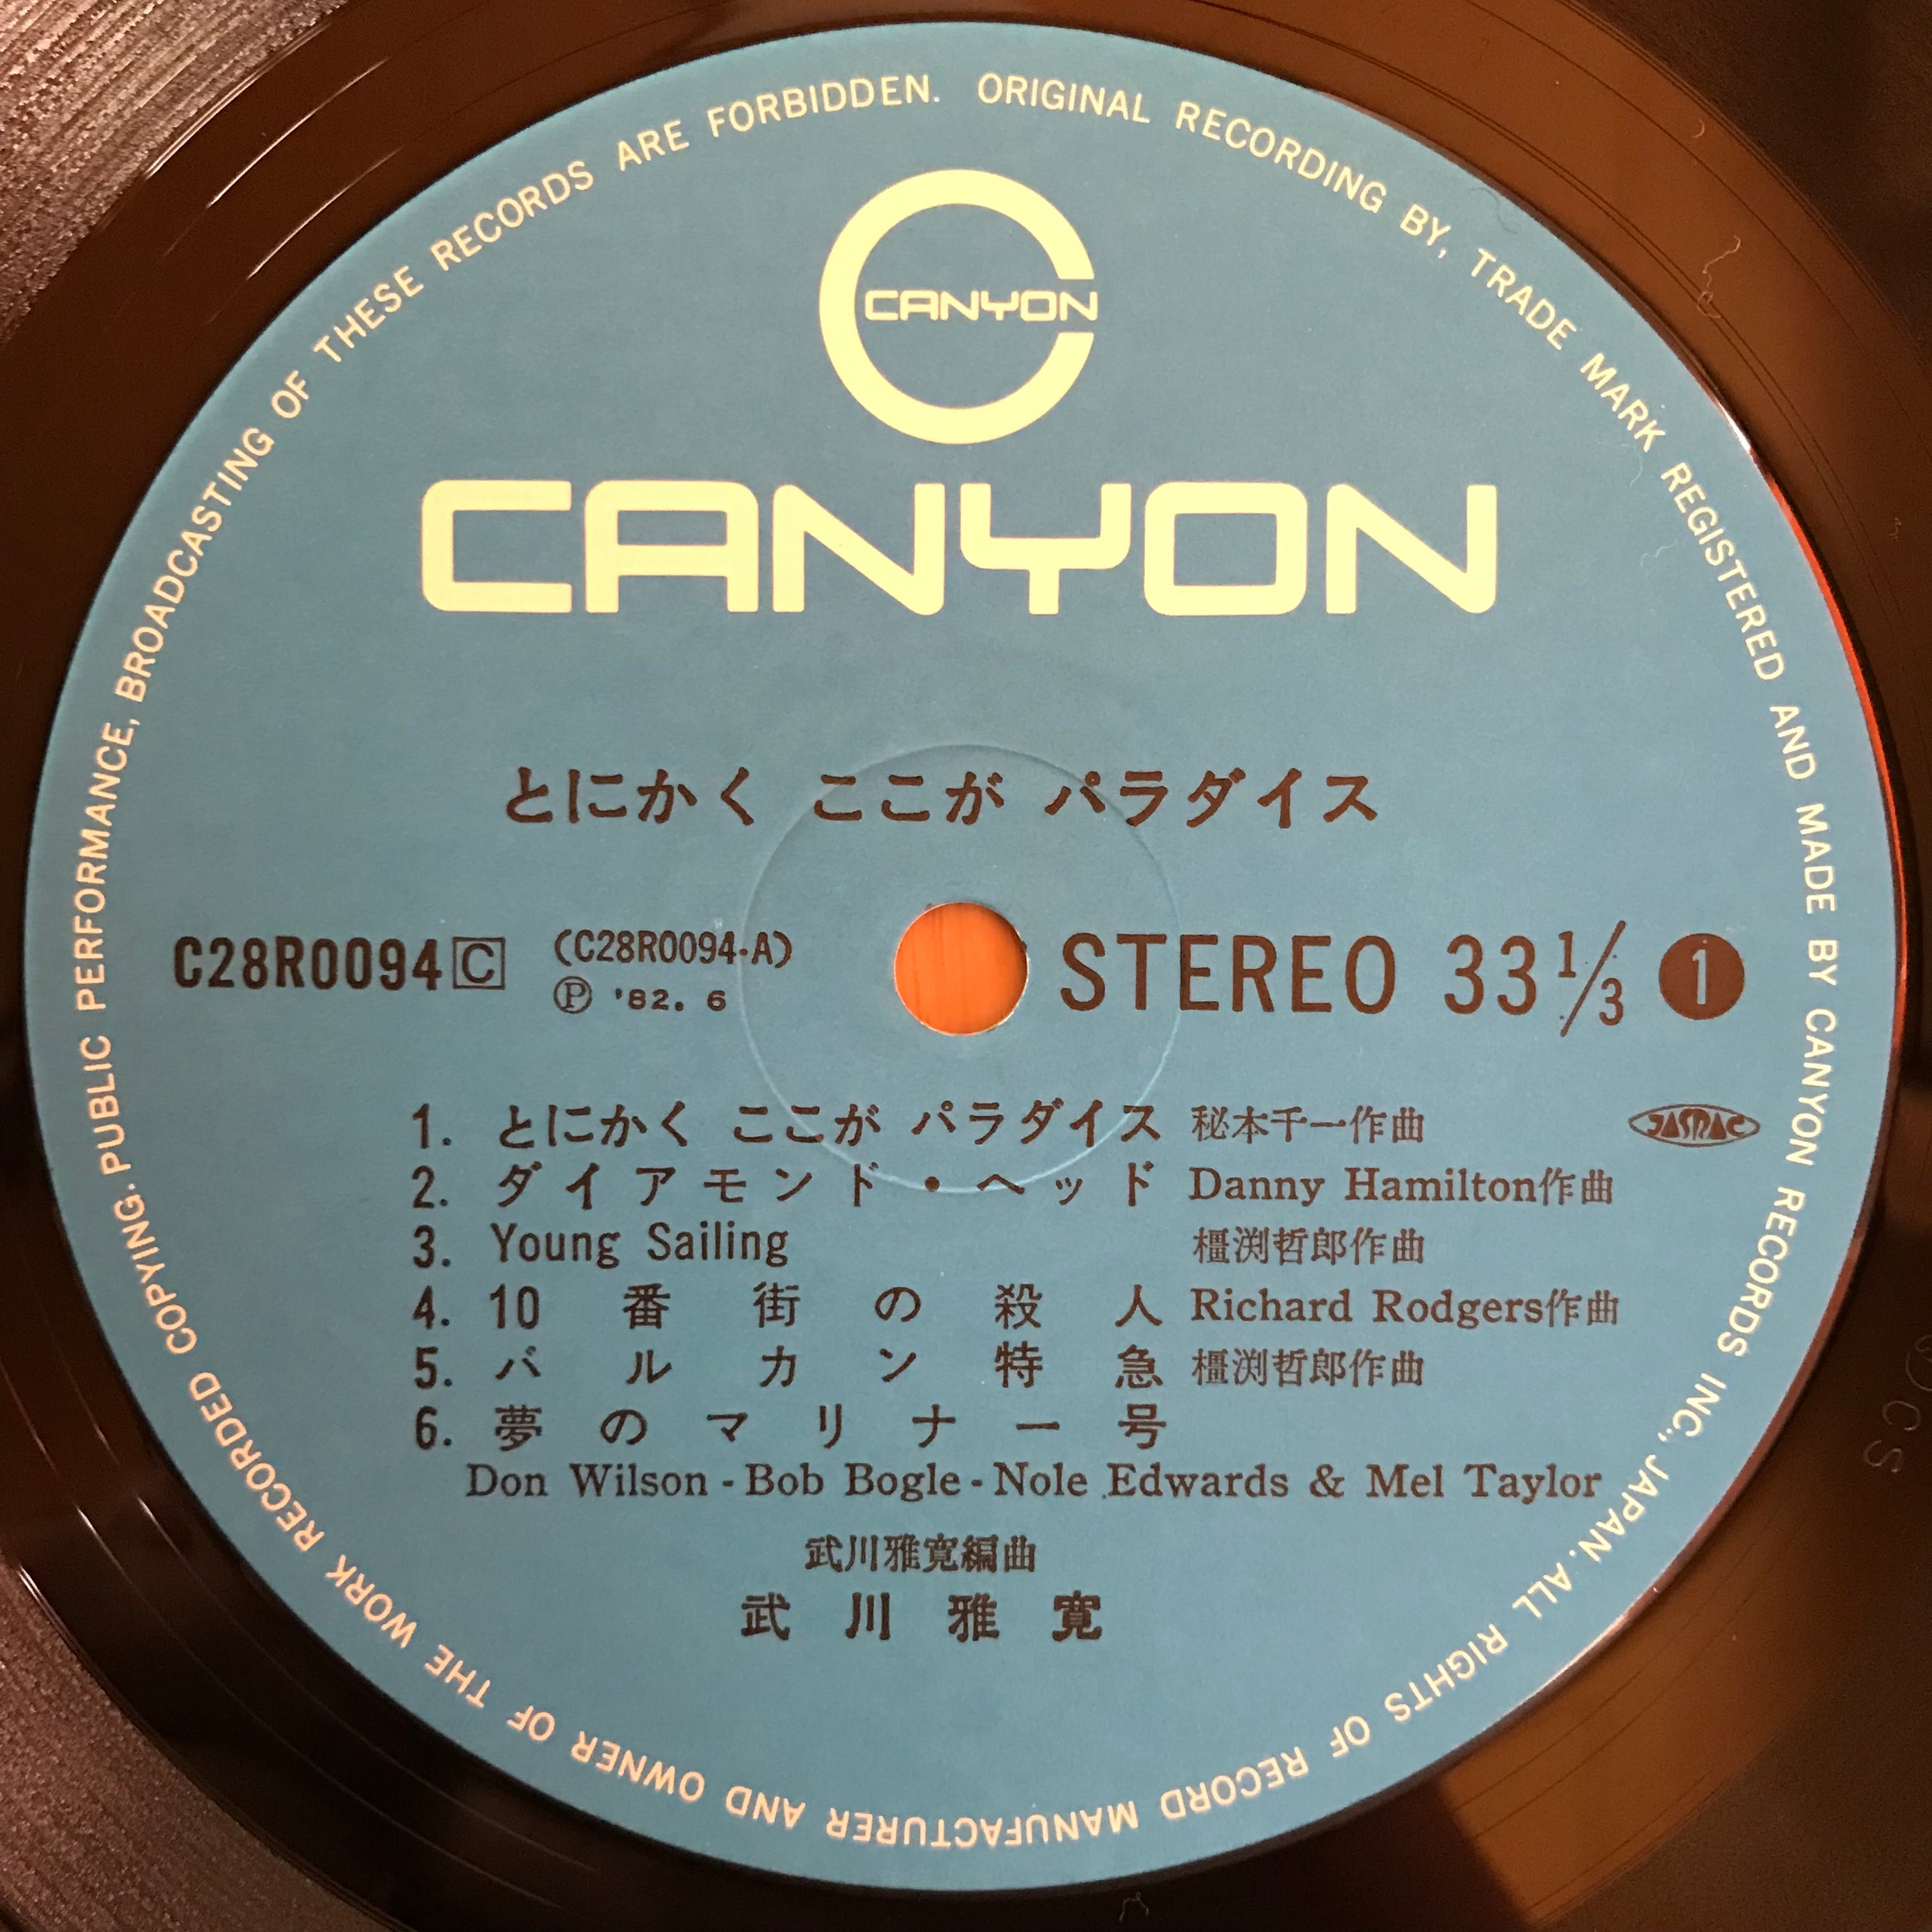 ORIGINAL RECORDING BY, TRADE MARK REGISTERED AND MADE BY CANYON RECORDS INC., JAPAN. ALL RIGHTS OF RECORD MANUFACTURER AND OWNER OF THE WORK RECORDED COPYING. PUBLIC PERFORMANCE, BROADCASTING OF THESE RECORDS ARE FORBIDDEN.
CANYON
CANYON
とにかく ここが パラダイス
C28R0094 C (C28R0094-A) STEREO 33 1/3 1
Ⓟ '82. 6
1. とにかく ここが パラダイス 秘本千一作曲
JASRAC
2. ダイアモンド・ヘッド Danny Hamilton作曲
3. Young Sailing 橿渕哲郎作曲
4. 10番街の殺人 Richard Rodgers作曲
5. バルカン特急 橿渕哲郎作曲
6. 夢のマリナー号
Don Wilson - Bob Bogle - Nole Edwards & Mel Taylor
武川雅寛編曲
武川雅寛